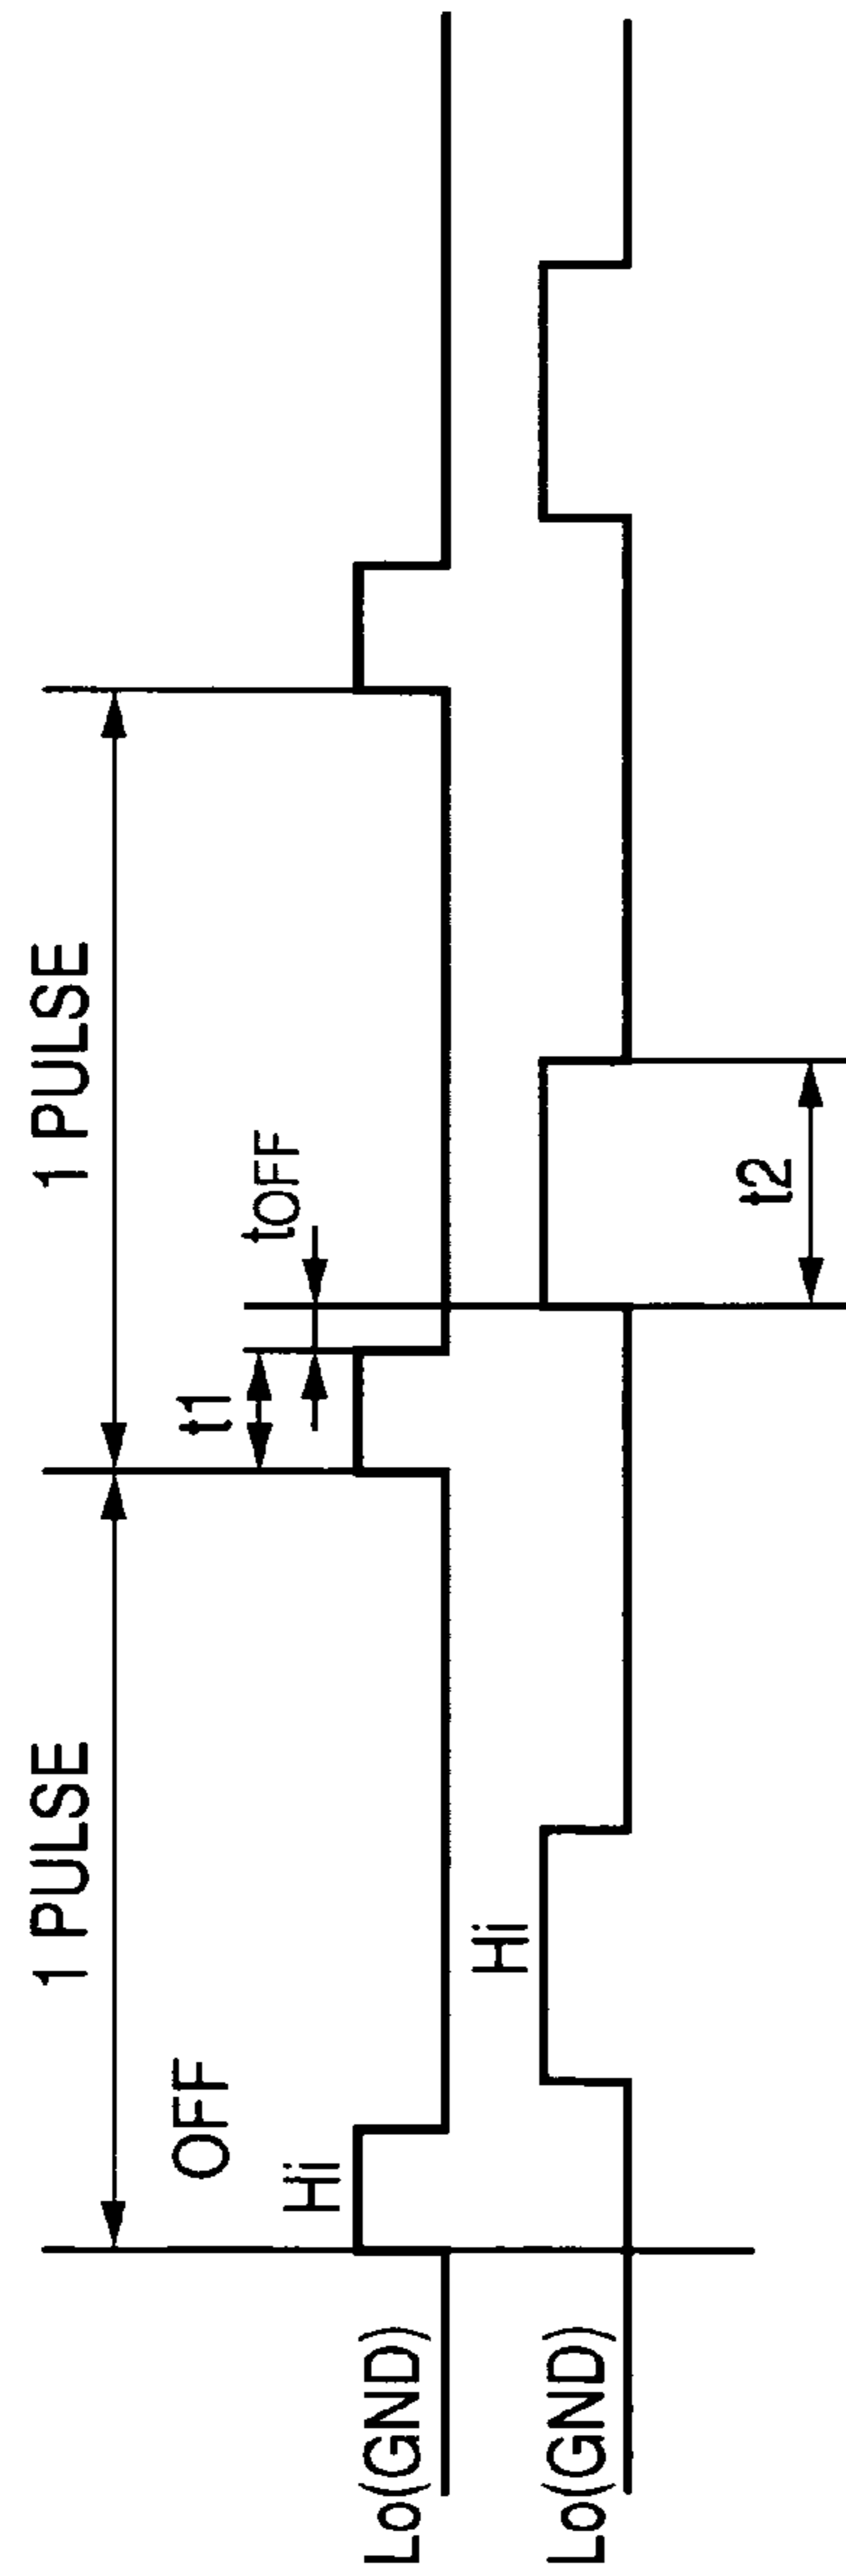 1 PULSE
1 PULSE
OFF
t1
tOFF
Hi
Lo(GND)
Hi
Lo(GND)
t2